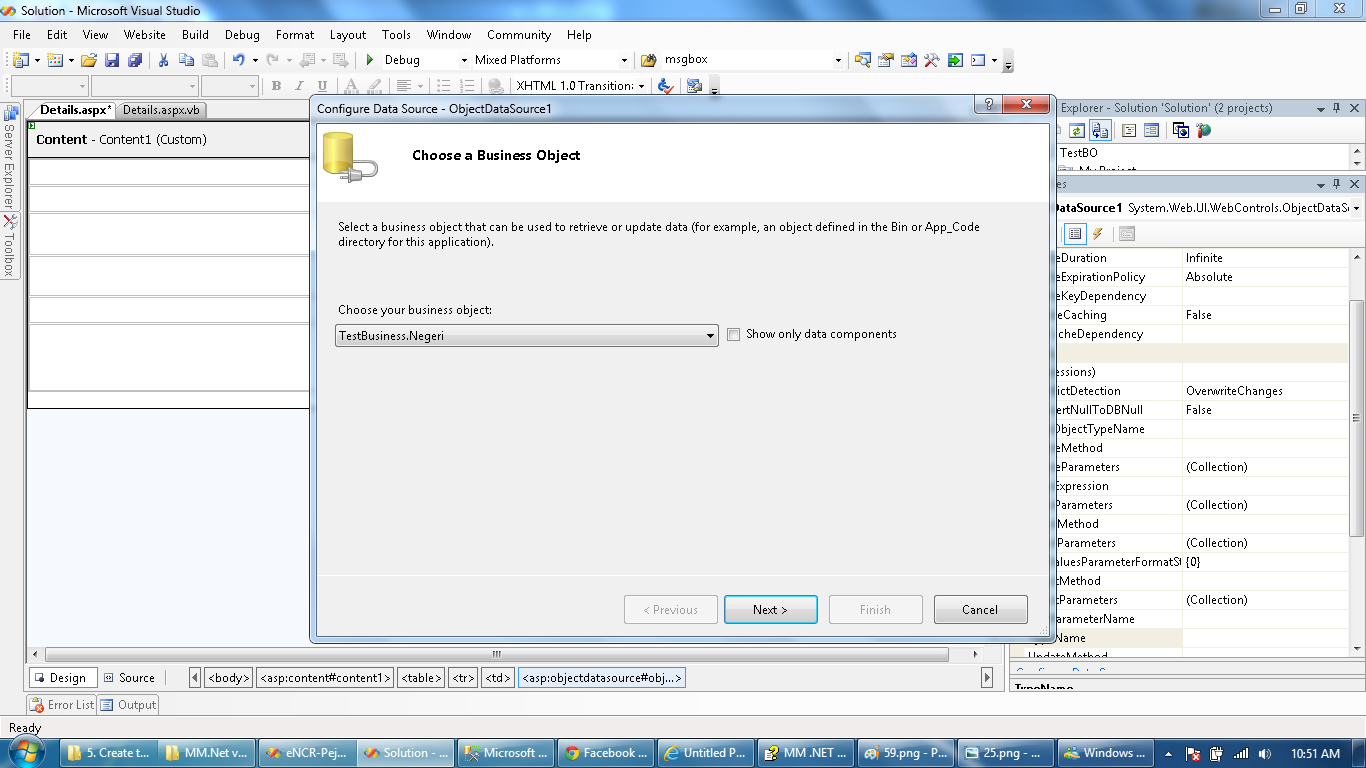 Solution - Microsoft Visual Studio
File Edit View Website Build Debug Format Layout Tools Window Community Help
Debug Mixed Platforms msgbox
B I U A XHTML 1.0 Transition:
Details.aspx* Details.aspx.vb
Server Explorer
Toolbox
Content - Content1 (Custom)
Configure Data Source - ObjectDataSource1
Choose a Business Object
Select a business object that can be used to retrieve or update data (for example, an object defined in the Bin or App_Code
directory for this application).
Choose your business object:
TestBusiness.Negeri Show only data components
< Previous Next > Finish Cancel
Explorer - Solution 'Solution' (2 projects)
TestBO
My Project
es
DataSource1 System.Web.UI.WebControls.ObjectDataS
eDuration Infinite
eExpirationPolicy Absolute
eKeyDependency
eCaching False
cheDependency
essions)
ictDetection OverwriteChanges
ertNullToDBNull False
ObjectTypeName
eMethod
eParameters (Collection)
Expression
Parameters (Collection)
Method
Parameters (Collection)
aluesParameterFormatSt {0}
tMethod
tParameters (Collection)
arameterName
Name
UpdateMethod
TypeName
Design Source <body> <asp:content#content1> <table> <tr> <td> <asp:objectdatasource#obj...>
Error List Output
Ready
5. Create t... MM.Net v... eNCR-Pej... Solution - ... Microsoft ... Facebook ... Untitled P... MM .NET ... 59.png - P... 25.png - ... Windows ... 10:51 AM